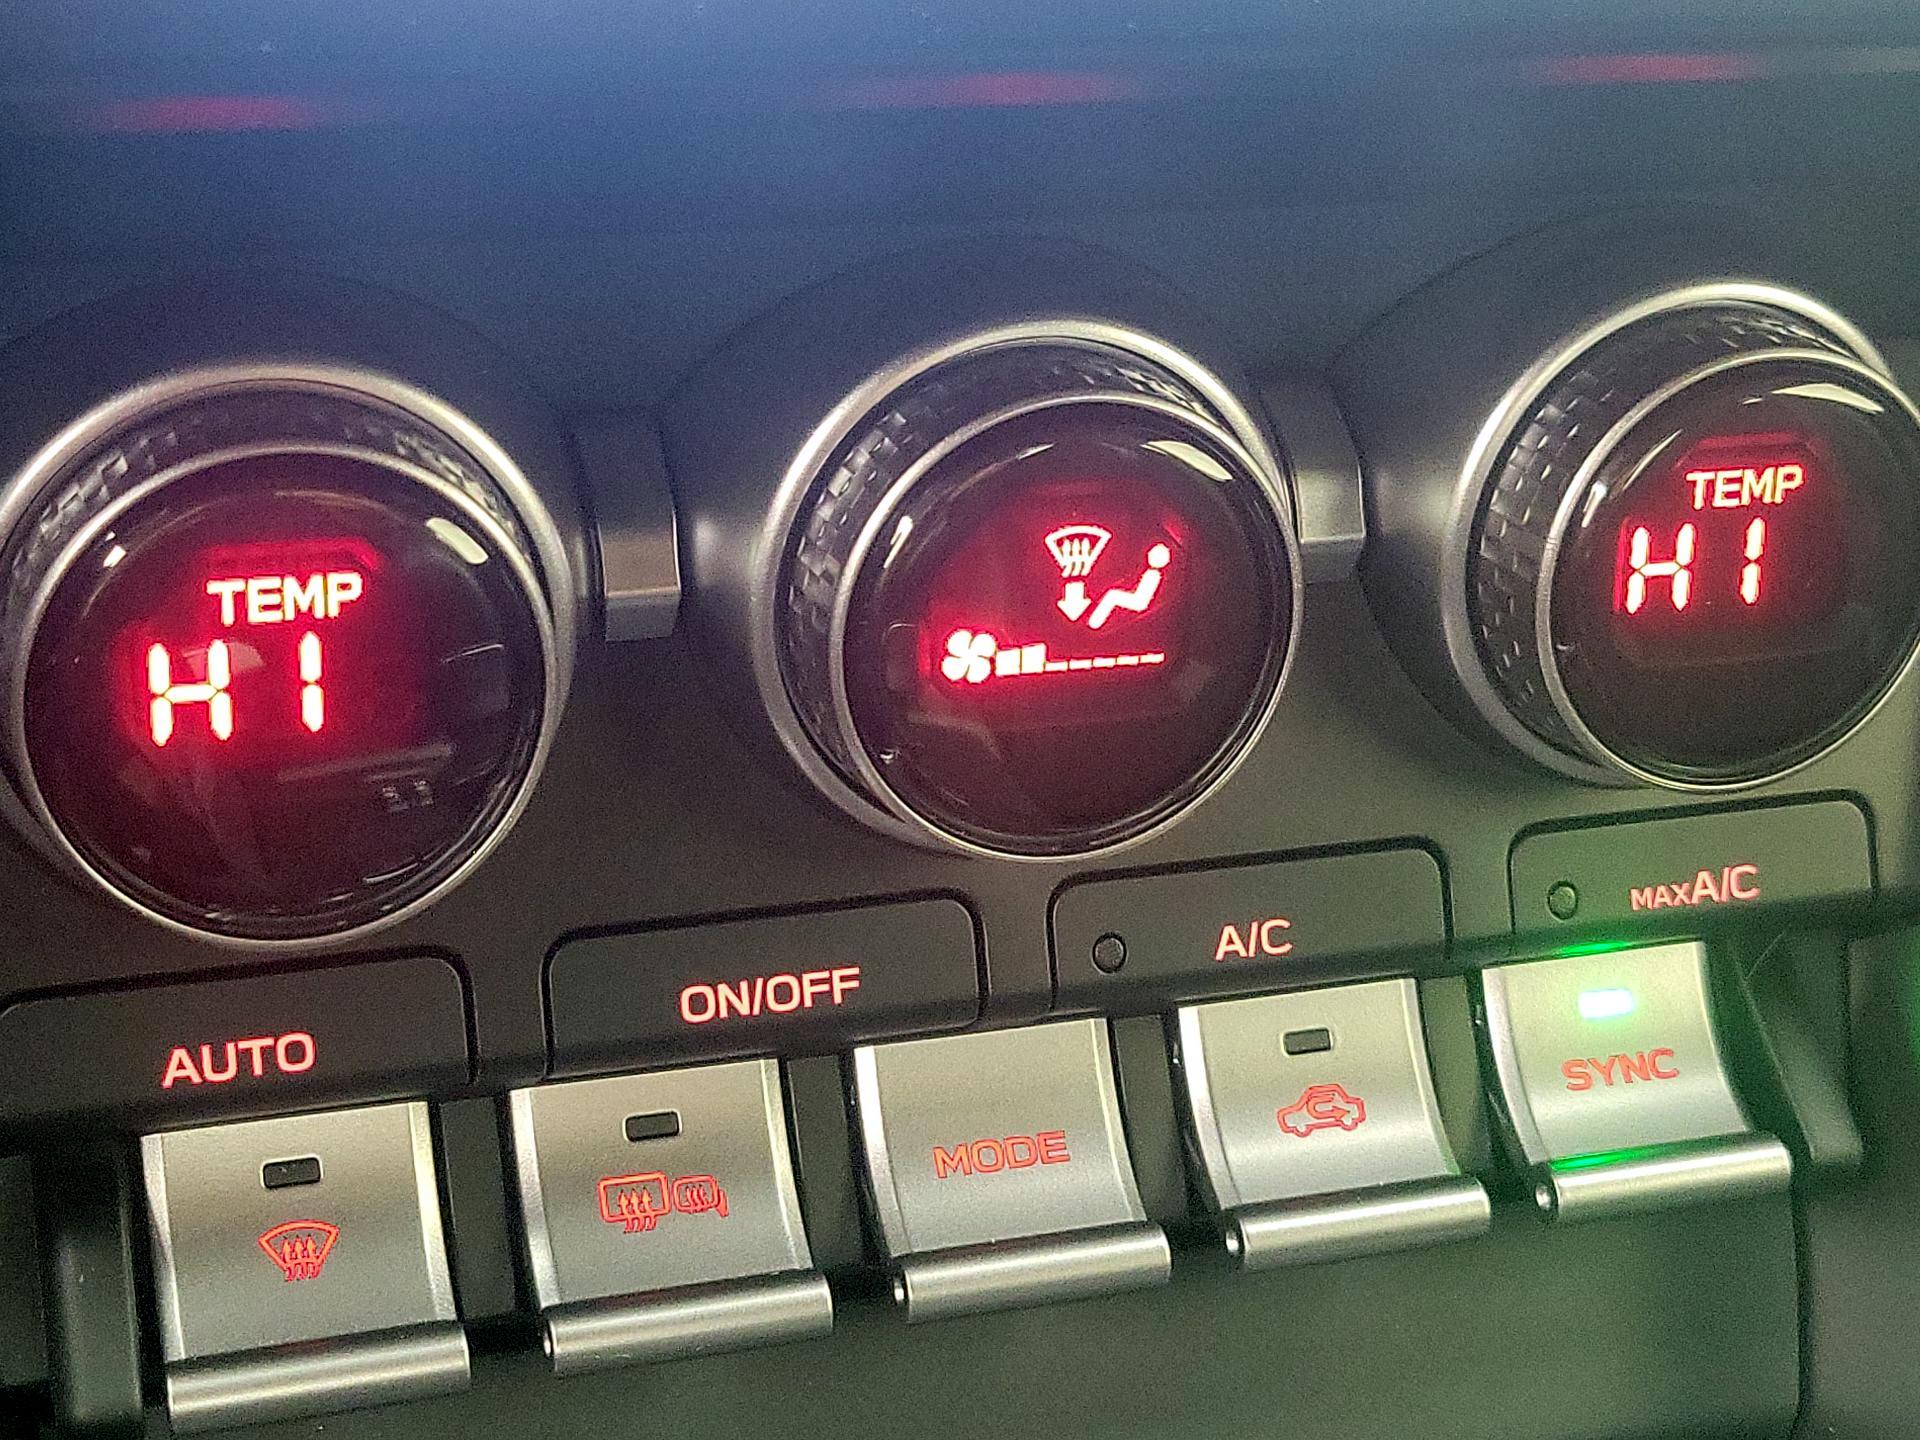 TEMP
HI
TEMP
HI
AUTO
ON/OFF
A/C
MAXA/C
MODE
SYNC